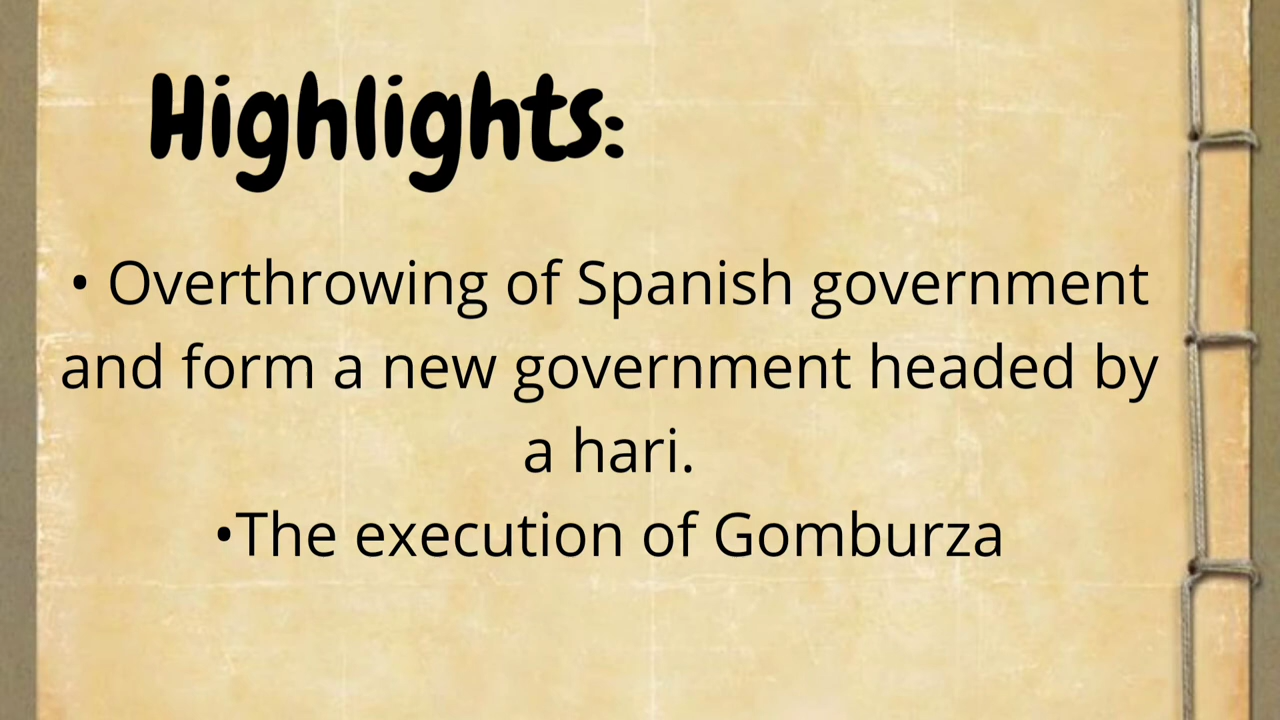 Highlights:
• Overthrowing of Spanish government
and form a new government headed by
a hari.
•The execution of Gomburza